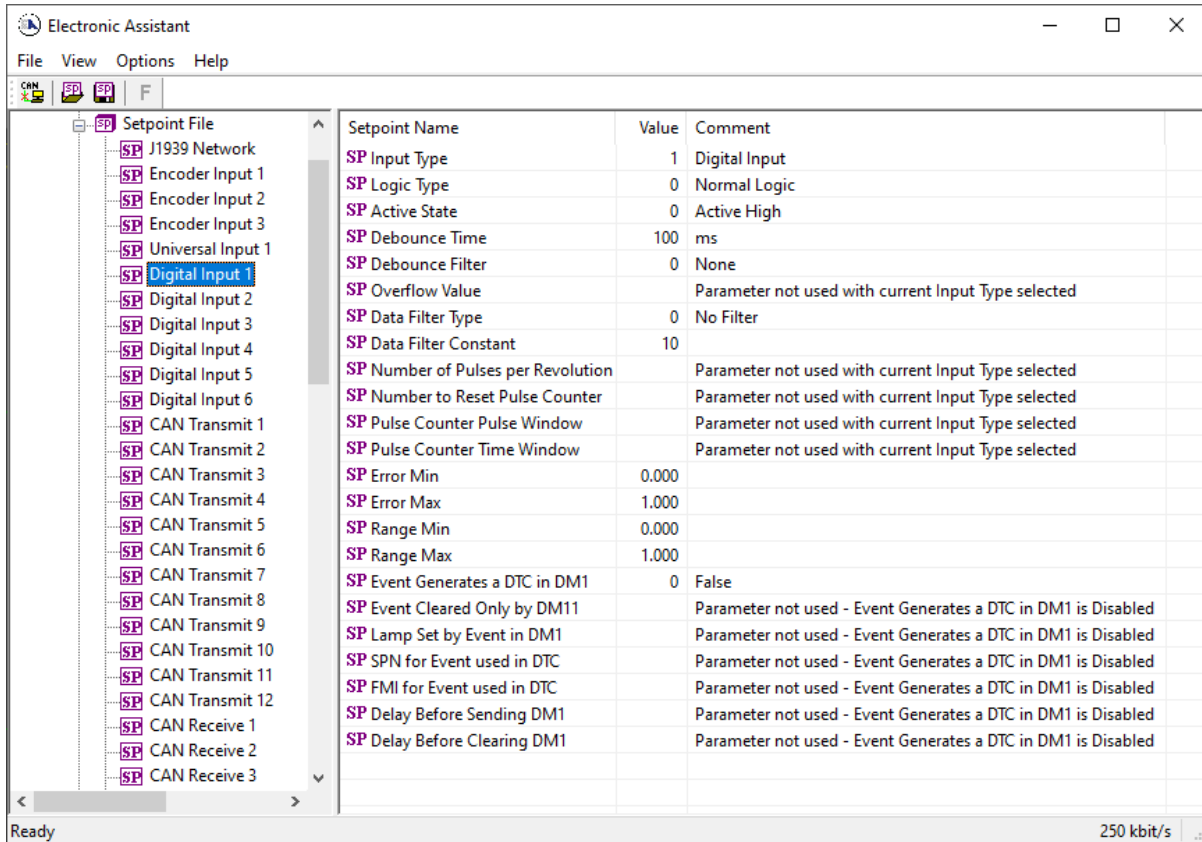 Electronic Assistant
File View Options Help
CAN SP SP F
SP Setpoint File
SP J1939 Network
SP Encoder Input 1
SP Encoder Input 2
SP Encoder Input 3
SP Universal Input 1
SP Digital Input 1
SP Digital Input 2
SP Digital Input 3
SP Digital Input 4
SP Digital Input 5
SP Digital Input 6
SP CAN Transmit 1
SP CAN Transmit 2
SP CAN Transmit 3
SP CAN Transmit 4
SP CAN Transmit 5
SP CAN Transmit 6
SP CAN Transmit 7
SP CAN Transmit 8
SP CAN Transmit 9
SP CAN Transmit 10
SP CAN Transmit 11
SP CAN Transmit 12
SP CAN Receive 1
SP CAN Receive 2
SP CAN Receive 3
Setpoint Name Value Comment
SP Input Type 1 Digital Input
SP Logic Type 0 Normal Logic
SP Active State 0 Active High
SP Debounce Time 100 ms
SP Debounce Filter 0 None
SP Overflow Value Parameter not used with current Input Type selected
SP Data Filter Type 0 No Filter
SP Data Filter Constant 10
SP Number of Pulses per Revolution Parameter not used with current Input Type selected
SP Number to Reset Pulse Counter Parameter not used with current Input Type selected
SP Pulse Counter Pulse Window Parameter not used with current Input Type selected
SP Pulse Counter Time Window Parameter not used with current Input Type selected
SP Error Min 0.000
SP Error Max 1.000
SP Range Min 0.000
SP Range Max 1.000
SP Event Generates a DTC in DM1 0 False
SP Event Cleared Only by DM11 Parameter not used - Event Generates a DTC in DM1 is Disabled
SP Lamp Set by Event in DM1 Parameter not used - Event Generates a DTC in DM1 is Disabled
SP SPN for Event used in DTC Parameter not used - Event Generates a DTC in DM1 is Disabled
SP FMI for Event used in DTC Parameter not used - Event Generates a DTC in DM1 is Disabled
SP Delay Before Sending DM1 Parameter not used - Event Generates a DTC in DM1 is Disabled
SP Delay Before Clearing DM1 Parameter not used - Event Generates a DTC in DM1 is Disabled
Ready 250 kbit/s